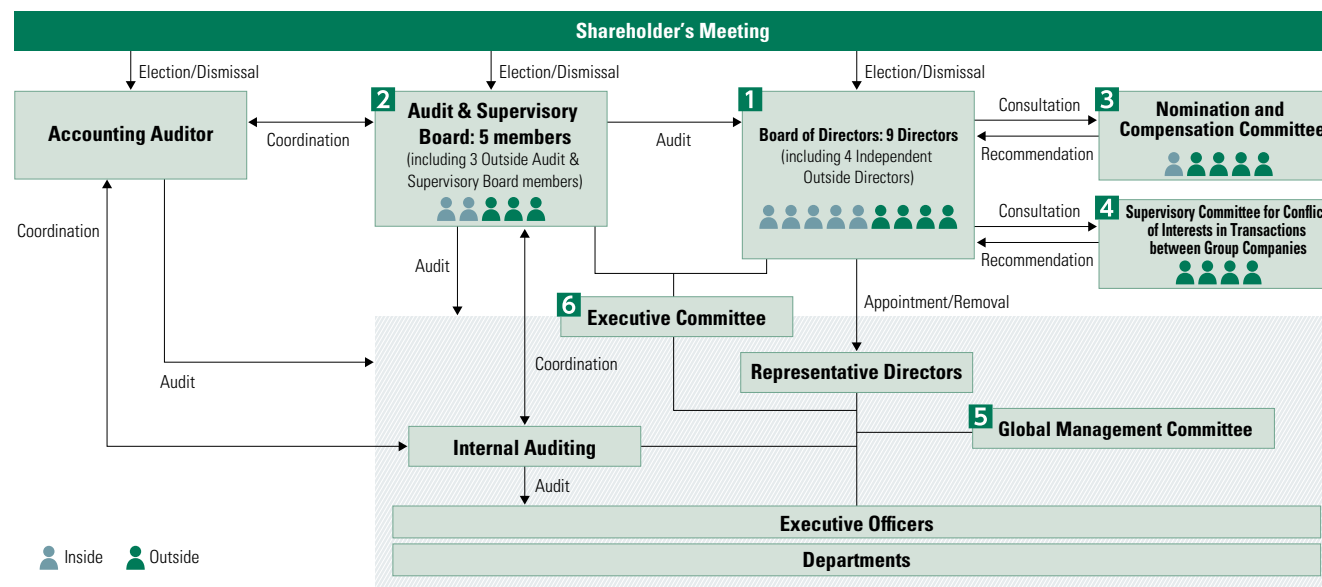 Shareholder's Meeting
Election/Dismissal
Election/Dismissal
Election/Dismissal
Accounting Auditor
Coordination
2
Audit & Supervisory
Board: 5 members
(including 3 Outside Audit &
Supervisory Board members)
Audit
1
Board of Directors: 9 Directors
(including 4 Independent
Outside Directors)
Consultation
Recommendation
3
Nomination and
Compensation Committee
Consultation
Recommendation
4
Supervisory Committee for Conflic
of Interests in Transactions
between Group Companies
Coordination
Audit
Appointment/Removal
6
Executive Committee
Audit
Coordination
Representative Directors
5
Global Management Committee
Internal Auditing
Audit
Executive Officers
Departments
Inside
Outside